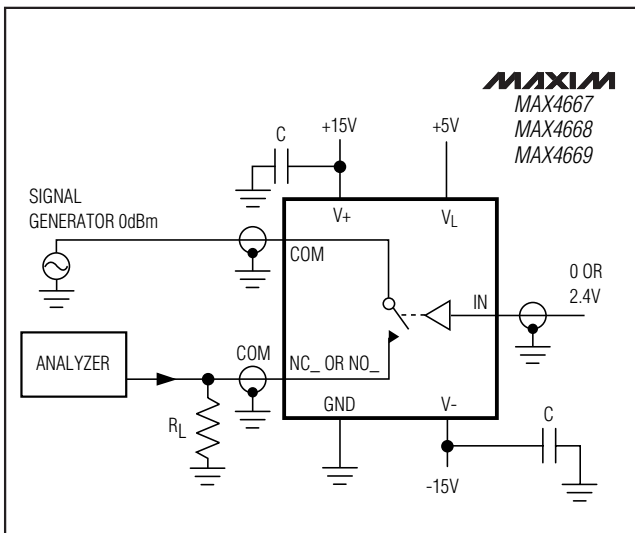 MAXIM
MAX4667
MAX4668
MAX4669
C
+15V
+5V
SIGNAL
GENERATOR 0dBm
V+
VL
COM
IN
0 OR
2.4V
ANALYZER
COM
NC_ OR NO_
RL
GND
V-
C
-15V